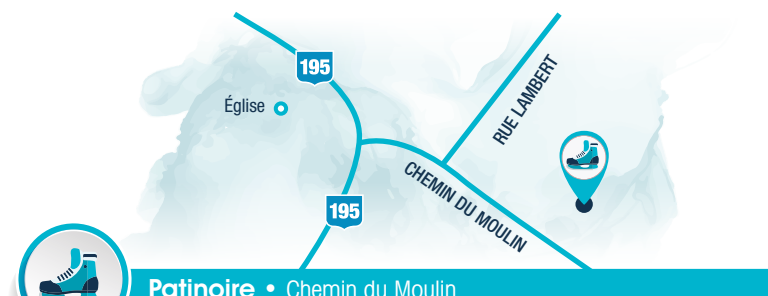 195
Église
RUE LAMBERT
CHEMIN DU MOULIN
195
Patinoire • Chemin du Moulin